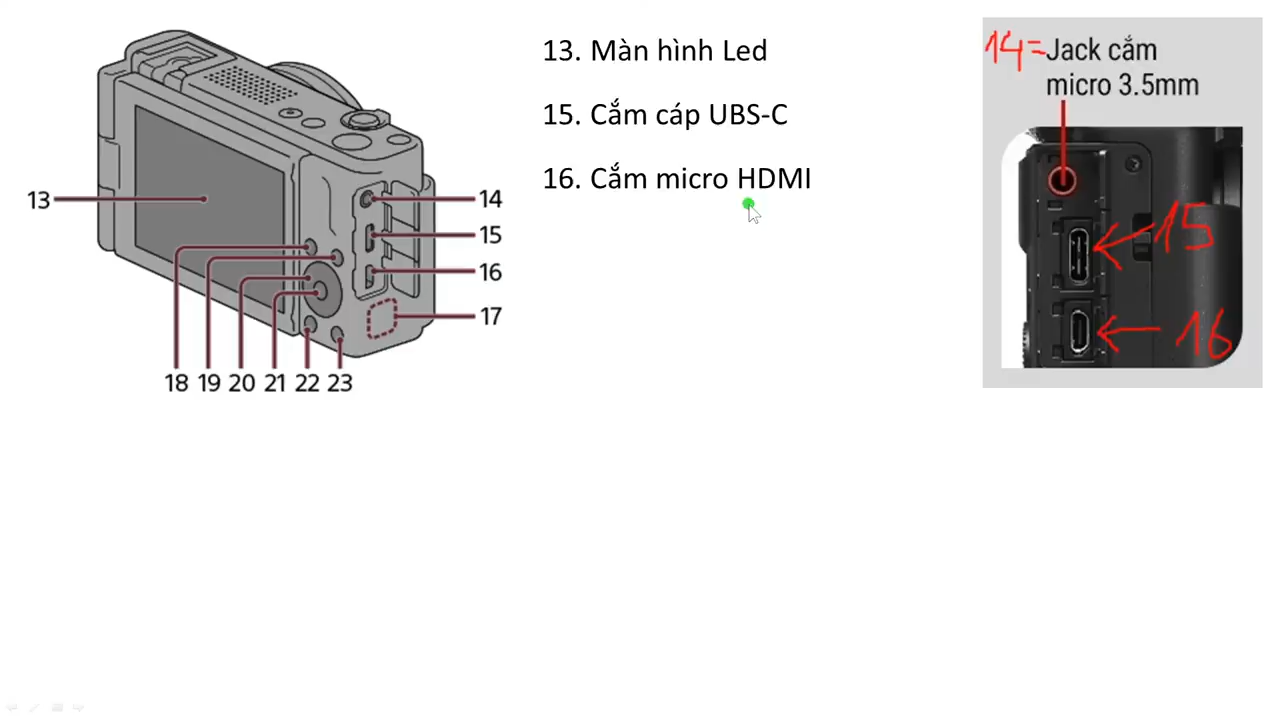 13. Màn hình Led
15. Cắm cáp UBS-C
16. Cắm micro HDMI
14=Jack cắm
micro 3.5mm
15
16
13
14
15
16
17
18 19 20 21 22 23